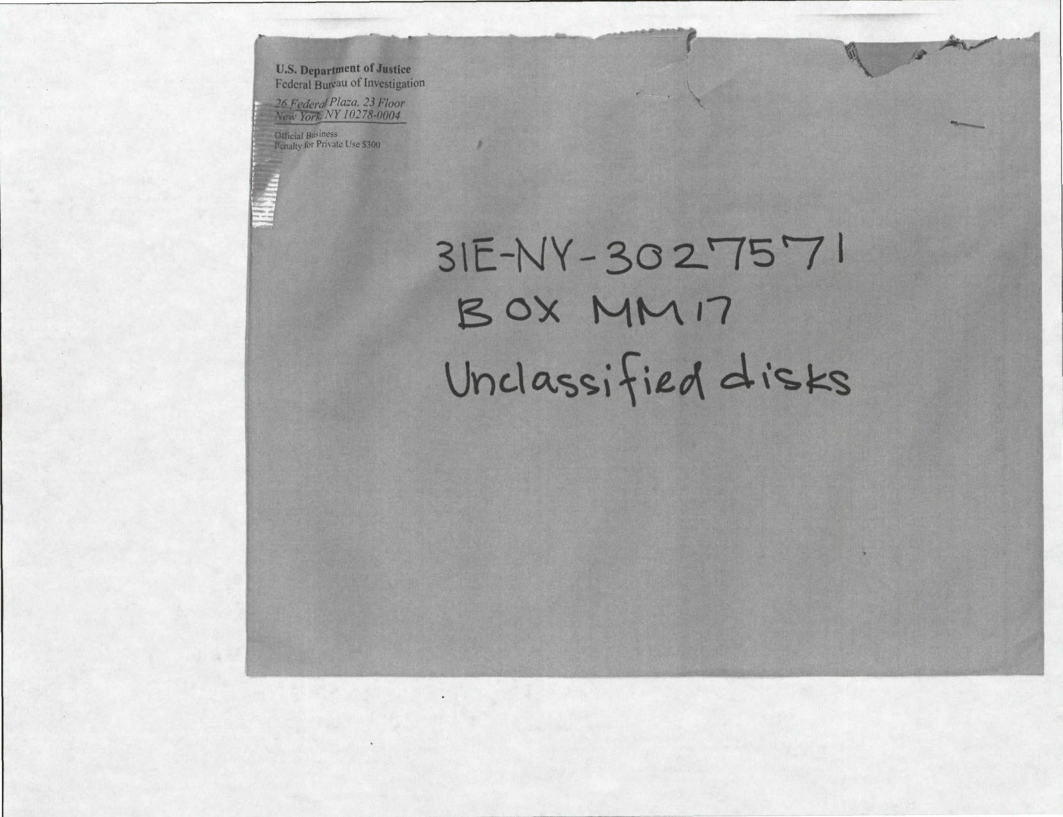 U.S. Department of Justice
Federal Bureau of Investigation
26 Federal Plaza, 23 Floor
New York, NY 10278-0004
Official Business
Penalty for Private Use $300
31E-NY-3027571
BOX MM17
Unclassified disks